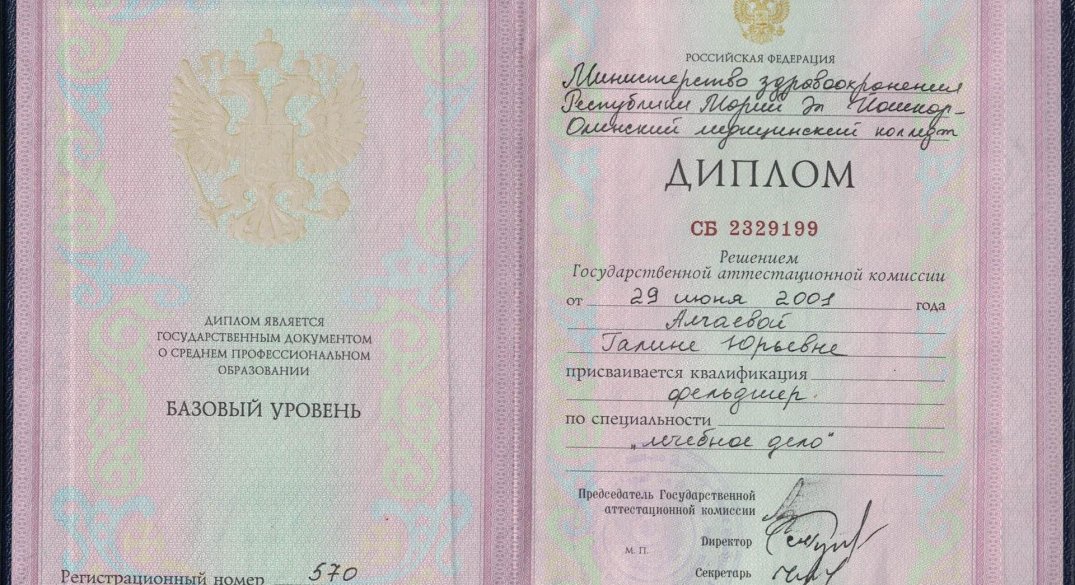 ДИПЛОМ ЯВЛЯЕТСЯ
ГОСУДАРСТВЕННЫМ ДОКУМЕНТОМ
О СРЕДНЕМ ПРОФЕССИОНАЛЬНОМ
ОБРАЗОВАНИИ
БАЗОВЫЙ УРОВЕНЬ
Регистрационный номер 570
РОССИЙСКАЯ ФЕДЕРАЦИЯ
Министерство здравоохранения
Республики Марий Эл Йошкар-
Олинский медицинский колледж
ДИПЛОМ
СБ 2329199
Решением
Государственной аттестационной комиссии
от 29 июня 2001 года
Алчаевой
Галине Юрьевне
присваивается квалификация
фельдшер.
по специальности
„лечебное дело"
Председатель Государственной
аттестационной комиссии
Директор
М. П.
Секретарь